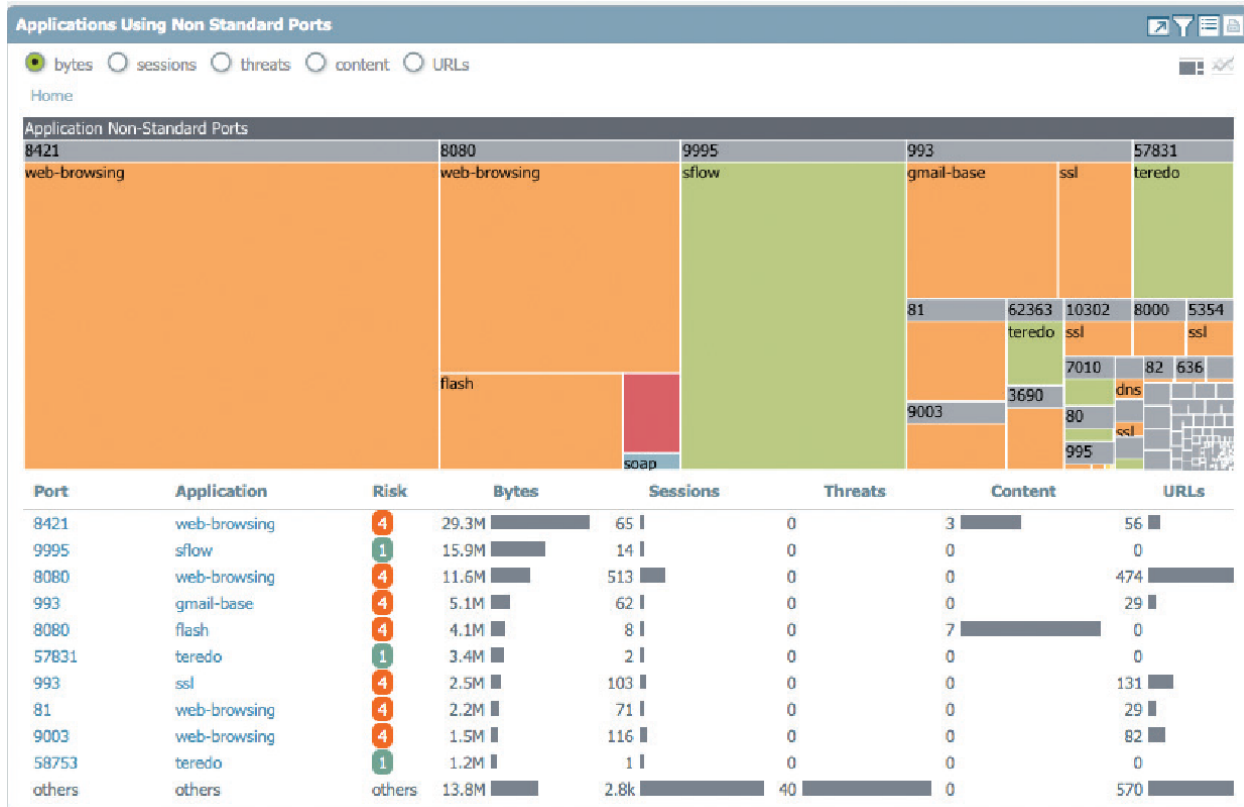 Applications Using Non Standard Ports
bytes sessions threats content URLs
Home
Application Non-Standard Ports
8421 8080 9995 993 57831
web-browsing web-browsing sflow gmail-base ssl teredo
81 62363 10302 8000 5354
teredo ssl ssl
7010 82 636
flash dns
3690
9003 80
ssl
995
soap
Port Application Risk Bytes Sessions Threats Content URLs
8421 web-browsing 4 29.3M 65 0 3 56
9995 sflow 1 15.9M 14 0 0 0
8080 web-browsing 4 11.6M 513 0 0 474
993 gmail-base 4 5.1M 62 0 0 29
8080 flash 4 4.1M 8 0 7 0
57831 teredo 1 3.4M 2 0 0 0
993 ssl 4 2.5M 103 0 0 131
81 web-browsing 4 2.2M 71 0 0 29
9003 web-browsing 4 1.5M 116 0 0 82
58753 teredo 1 1.2M 1 0 0 0
others others others 13.8M 2.8k 40 0 570